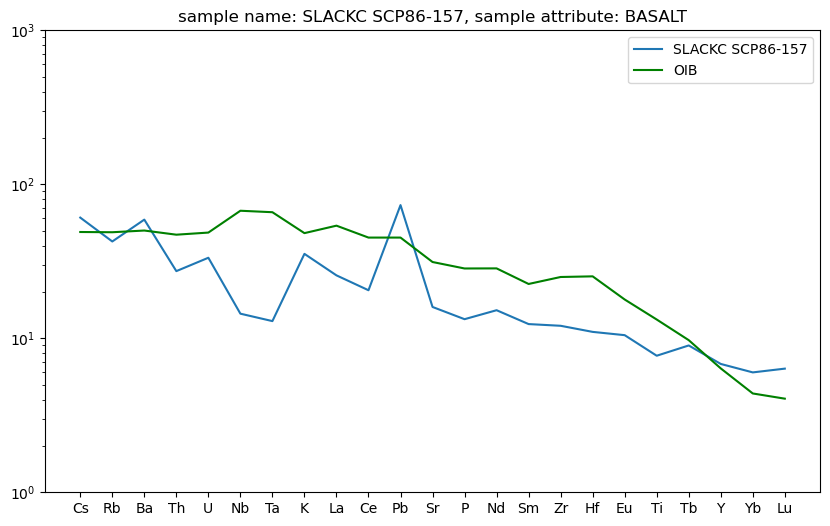 sample name: SLACKC SCP86-157, sample attribute: BASALT
10³
SLACKC SCP86-157
OIB
10²
10¹
10⁰
Cs Rb Ba Th U Nb Ta K La Ce Pb Sr P Nd Sm Zr Hf Eu Ti Tb Y Yb Lu